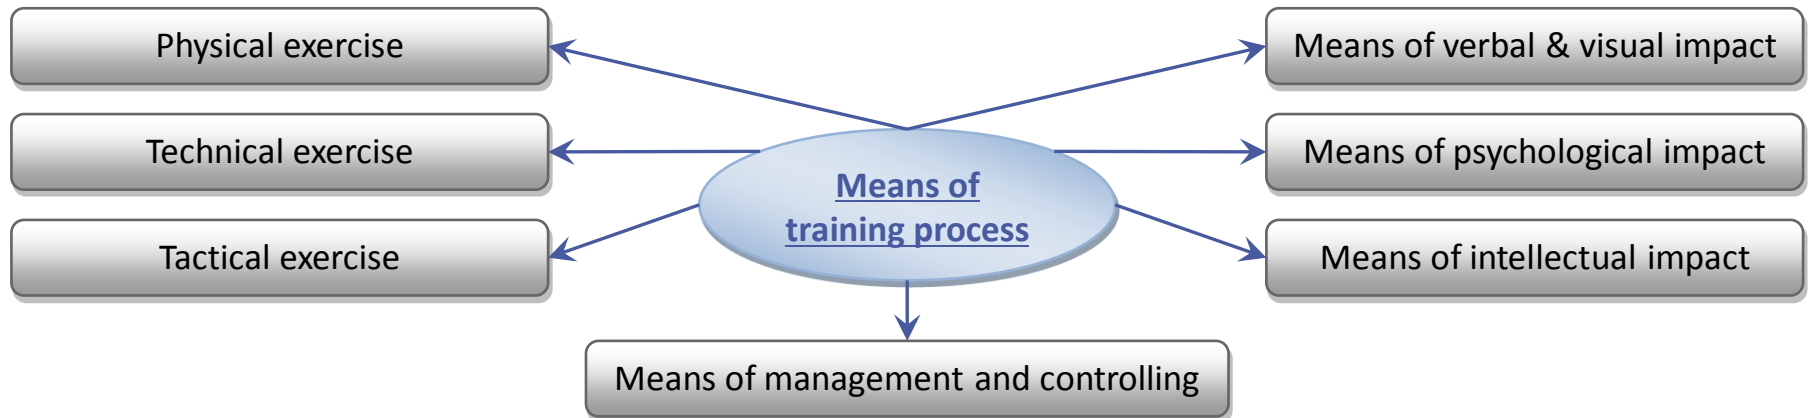 Physical exercise
Means of verbal & visual impact
Technical exercise
Means of psychological impact
Means of
training process
Tactical exercise
Means of intellectual impact
Means of management and controlling